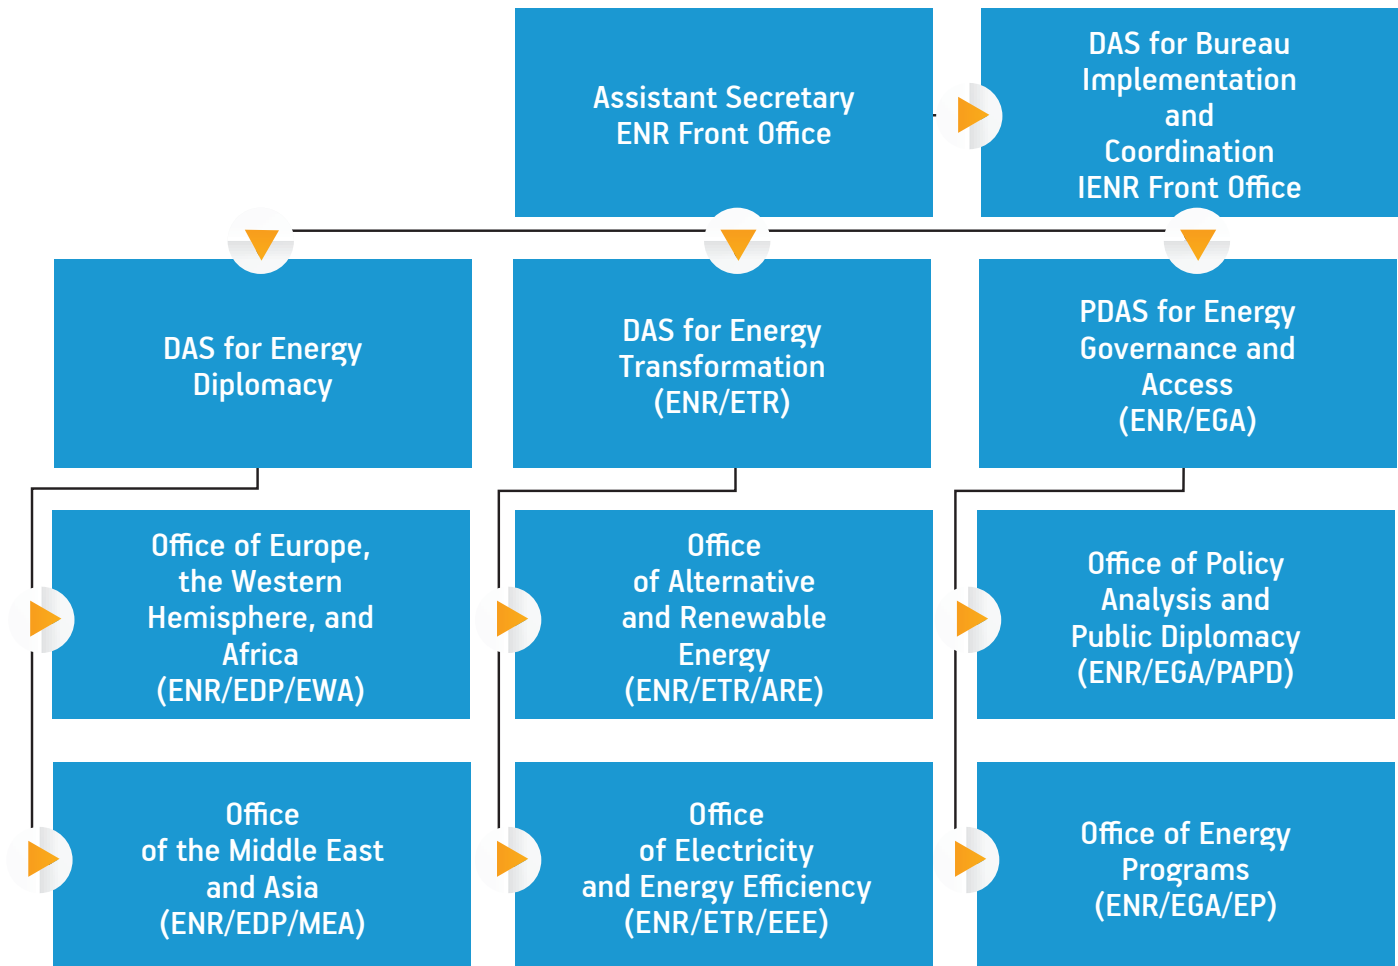 Assistant Secretary
ENR Front Office
DAS for Bureau
Implementation
and
Coordination
IENR Front Office
DAS for Energy
Diplomacy
DAS for Energy
Transformation
(ENR/ETR)
PDAS for Energy
Governance and
Access
(ENR/EGA)
Office of Europe,
the Western
Hemisphere, and
Africa
(ENR/EDP/EWA)
Office
of Alternative
and Renewable
Energy
(ENR/ETR/ARE)
Office of Policy
Analysis and
Public Diplomacy
(ENR/EGA/PAPD)
Office
of the Middle East
and Asia
(ENR/EDP/MEA)
Office
of Electricity
and Energy Efficiency
(ENR/ETR/EEE)
Office of Energy
Programs
(ENR/EGA/EP)